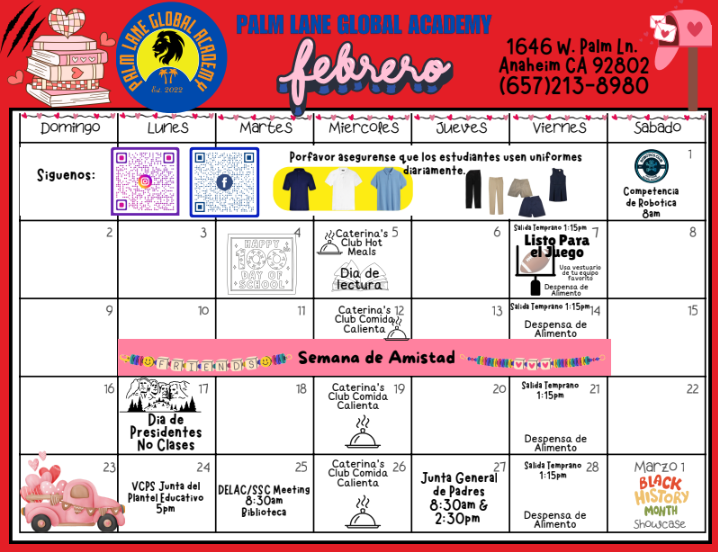 PALM LANE GLOBAL ACADEMY
Est. 2022
PALM LANE GLOBAL ACADEMY
febrero
1646 W. Palm Ln.
Anaheim CA 92802
(657)213-8980
Domingo Lunes Martes Miercoles Jueves Viernes Sabado
Siguenos:
Porfavor asegurense que los estudiantes usen uniformes
diariamente.
1
Competencia
de Robotica
8am
2
3
4
HAPPY
100
DAY OF
SCHOOL
5
Caterina's
Club Hot
Meals
Dia de
lectura
6
7
Salida Temprano 1:15pm
Listo Para
el Juego
Usa vestuario
de tu equipo
favorito
Despensa de
Alimento
8
9
10
11
12
Caterina's
Club Comida
Calienta
13
14
Salida Temprano 1:15pm
Despensa de
Alimento
15
FRIENDS
Semana de Amistad
16
17
Dia de
Presidentes
No Clases
18
19
Caterina's
Club Comida
Calienta
20
21
Salida Temprano
1:15pm
Despensa de
Alimento
22
23
24
VCPS Junta del
Plantel Educativo
5pm
25
DELAC/SSC Meeting
8:30am
Biblioteca
26
Caterina's
Club Comida
Calienta
27
Junta General
de Padres
8:30am &
2:30pm
28
Salida Temprano
1:15pm
Despensa de
Alimento
Marzo 1
BLACK
HISTORY
MONTH
Showcase